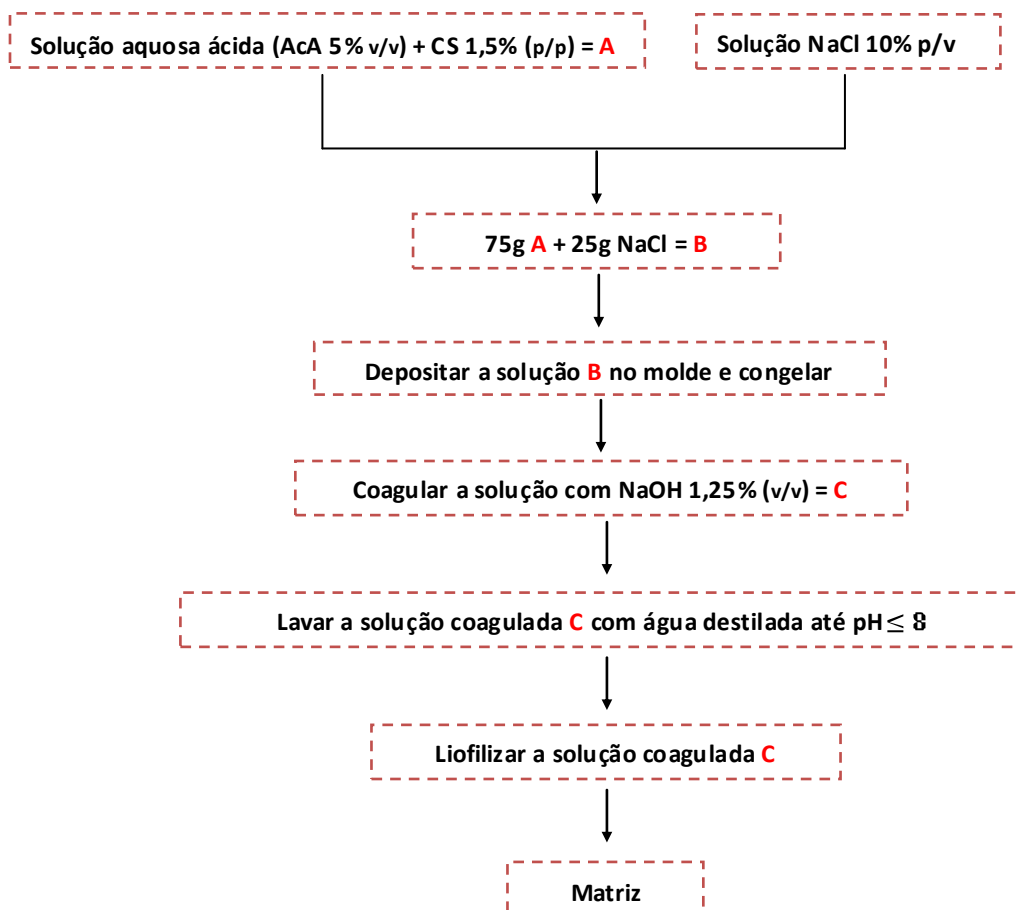 Solução aquosa ácida (AcA 5% v/v) + CS 1,5% (p/p) = A
Solução NaCl 10% p/v
75g A + 25g NaCl = B
Depositar a solução B no molde e congelar
Coagular a solução com NaOH 1,25% (v/v) = C
Lavar a solução coagulada C com água destilada até pH ≤ 8
Liofilizar a solução coagulada C
Matriz